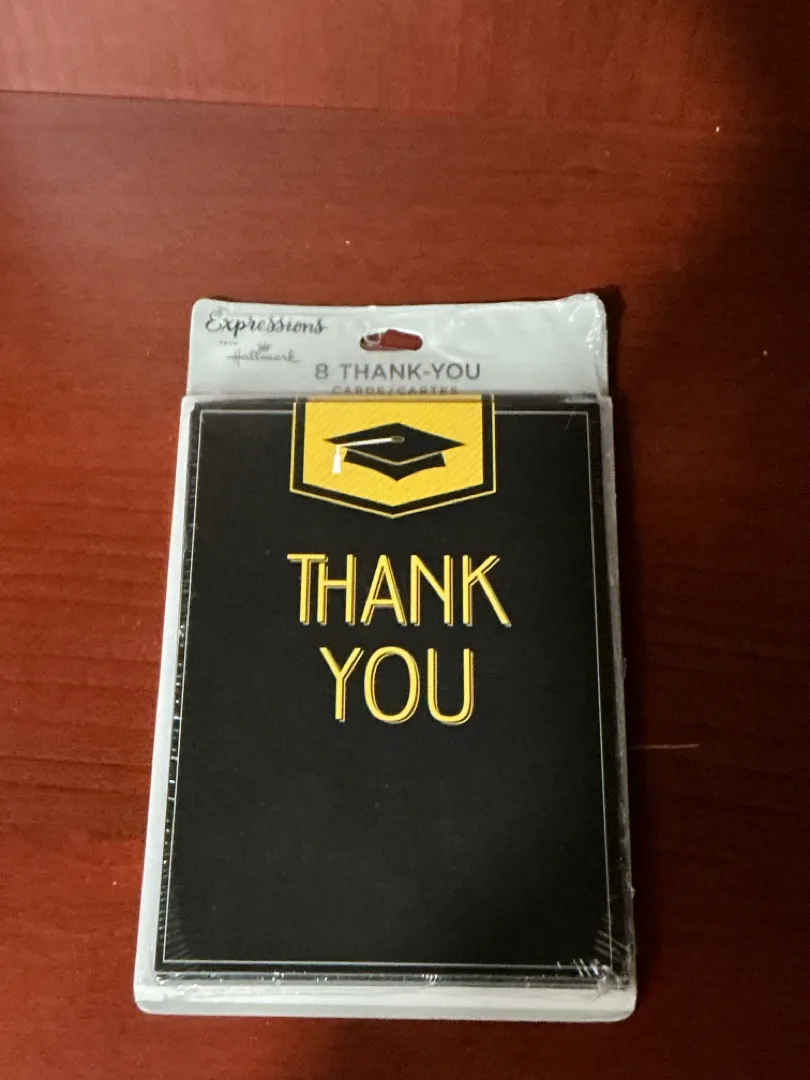 Expressions
FROM
Hallmark
8 THANK-YOU
CARDS/CARTES
THANK
YOU